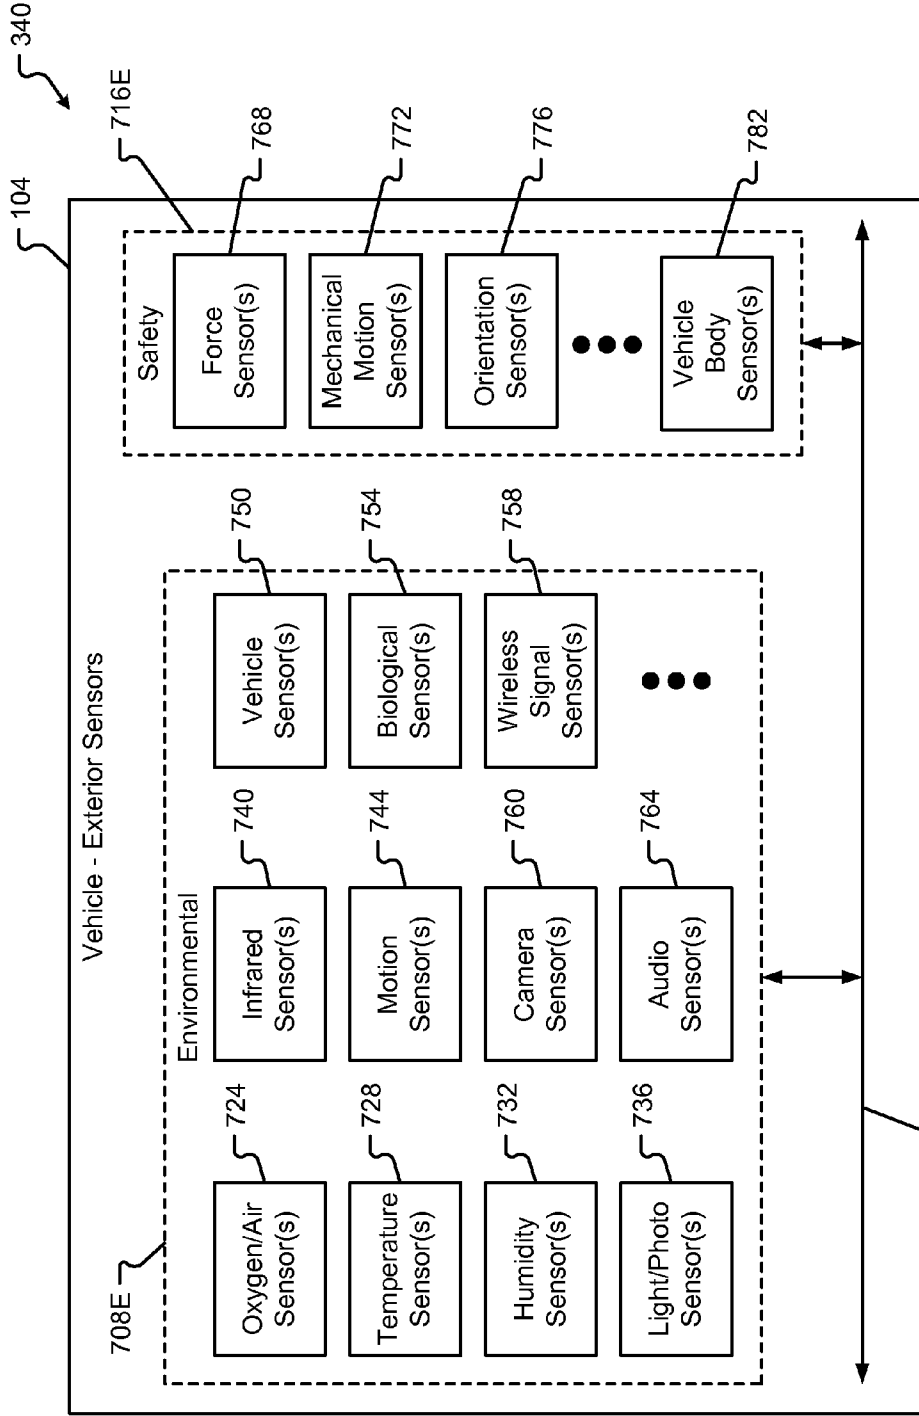 340
104
Vehicle - Exterior Sensors
708E
Environmental
724
Oxygen/Air
Sensor(s)
728
Temperature
Sensor(s)
732
Humidity
Sensor(s)
736
Light/Photo
Sensor(s)
740
Infrared
Sensor(s)
744
Motion
Sensor(s)
760
Camera
Sensor(s)
764
Audio
Sensor(s)
750
Vehicle
Sensor(s)
754
Biological
Sensor(s)
758
Wireless
Signal
Sensor(s)
716E
Safety
768
Force
Sensor(s)
772
Mechanical
Motion
Sensor(s)
776
Orientation
Sensor(s)
782
Vehicle
Body
Sensor(s)